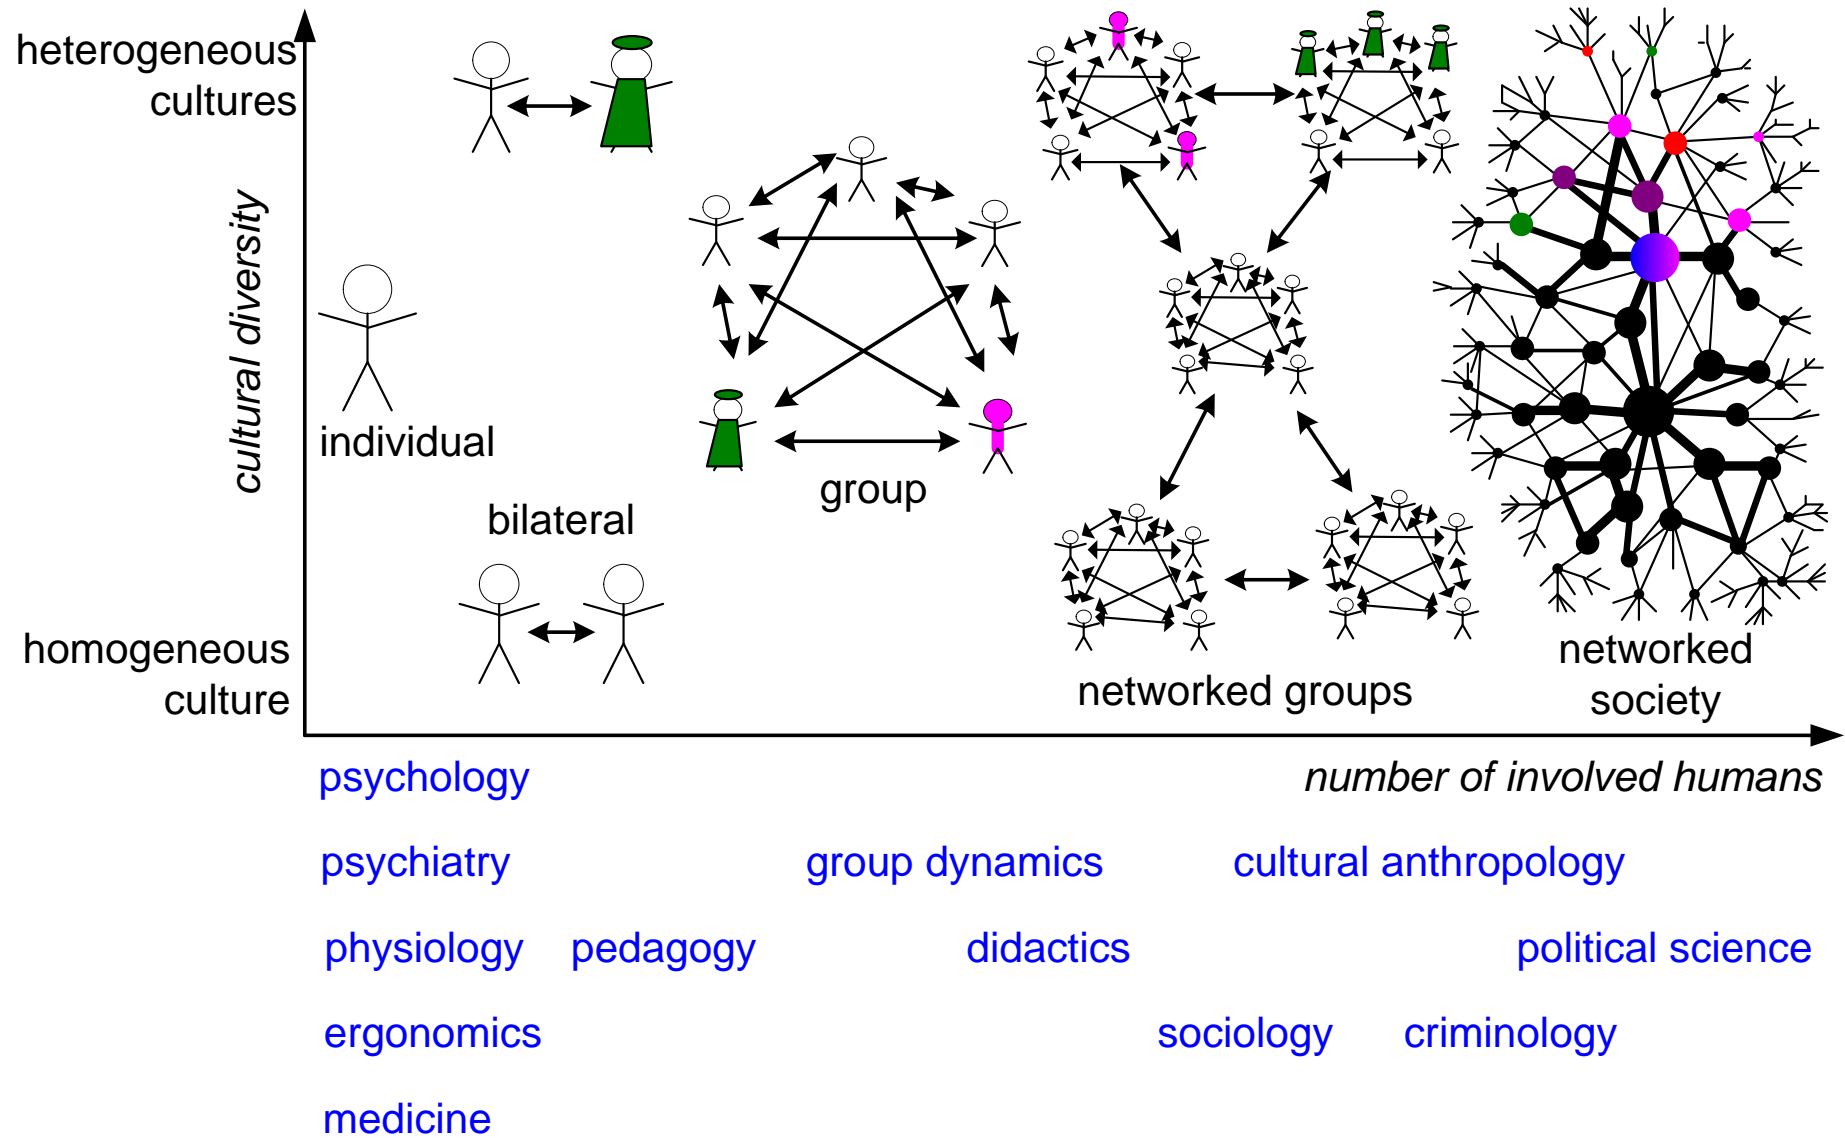 heterogeneous
cultures
cultural diversity
individual
bilateral
group
homogeneous
culture
networked groups
networked
society
number of involved humans
psychology
psychiatry
group dynamics
cultural anthropology
physiology
pedagogy
didactics
political science
ergonomics
sociology
criminology
medicine